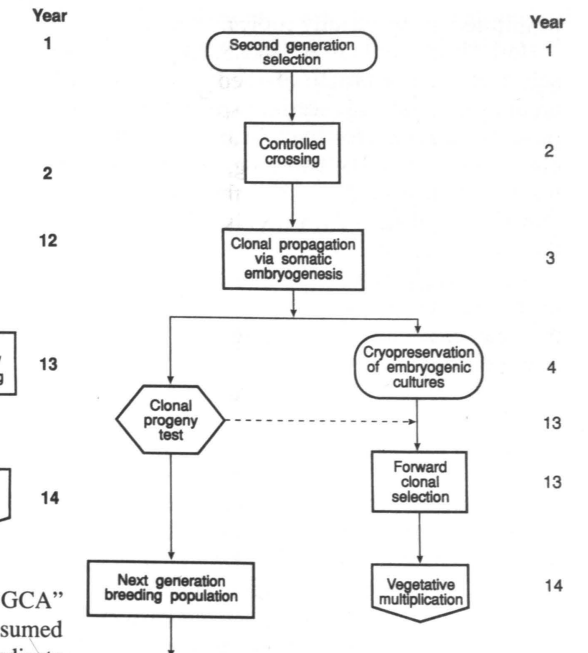 Year
1
2
12
13
14
g
GCA"
sumed
Second generation
selection
Controlled
crossing
Clonal propagation
via somatic
embryogenesis
Cryopreservation
of embryogenic
cultures
Clonal
progeny
test
Forward
clonal
selection
Next generation
breeding population
Vegetative
multiplication
Year
1
2
3
4
13
13
14